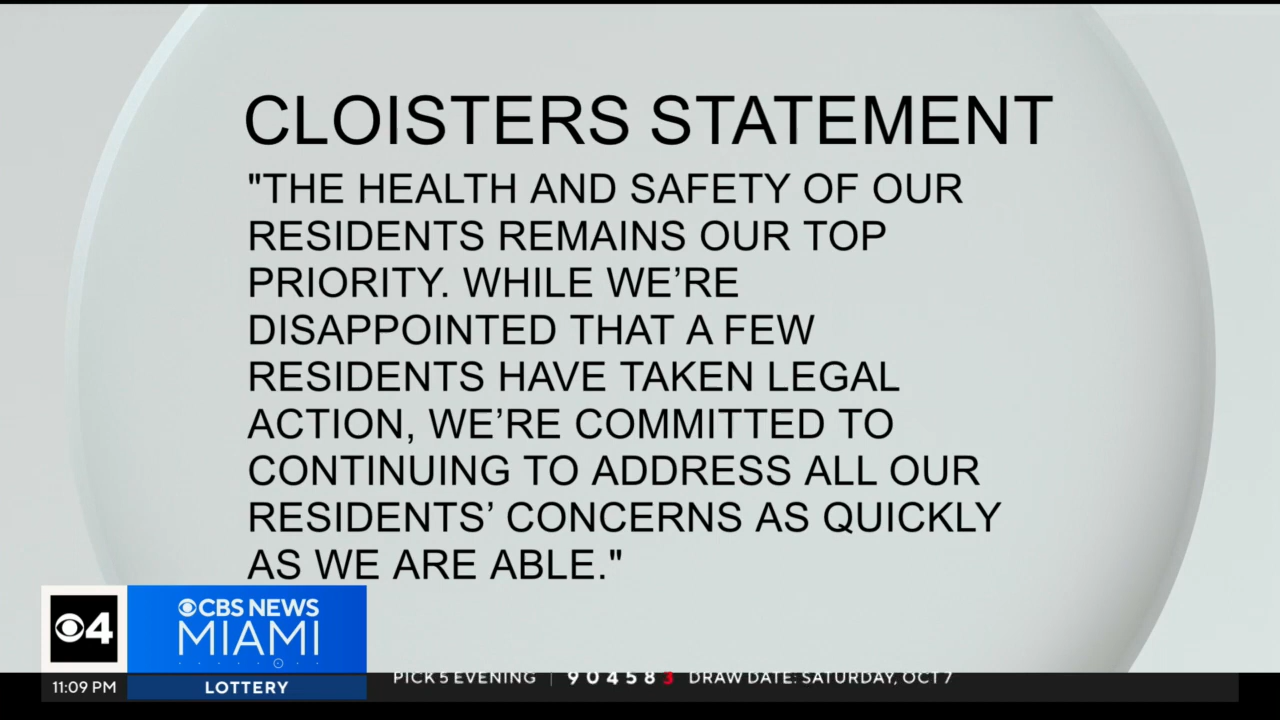 CLOISTERS STATEMENT
"THE HEALTH AND SAFETY OF OUR
RESIDENTS REMAINS OUR TOP
PRIORITY. WHILE WE’RE
DISAPPOINTED THAT A FEW
RESIDENTS HAVE TAKEN LEGAL
ACTION, WE’RE COMMITTED TO
CONTINUING TO ADDRESS ALL OUR
RESIDENTS’ CONCERNS AS QUICKLY
AS WE ARE ABLE."
4
CBS NEWS
MIAMI
11:09 PM
LOTTERY
PICK 5 EVENING | 9 0 4 5 8 3 DRAW DATE: SATURDAY, OCT 7